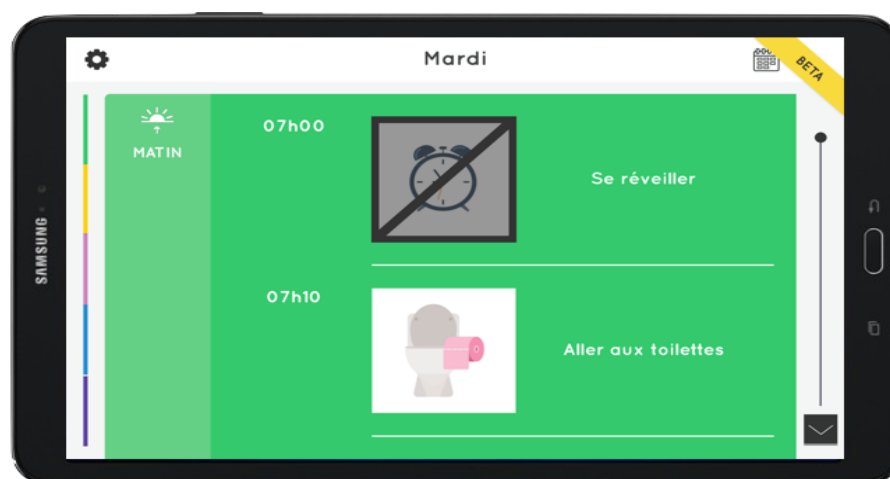 SAMSUNG
Mardi
BETA
MATIN
07h00
Se réveiller
07h10
Aller aux toilettes